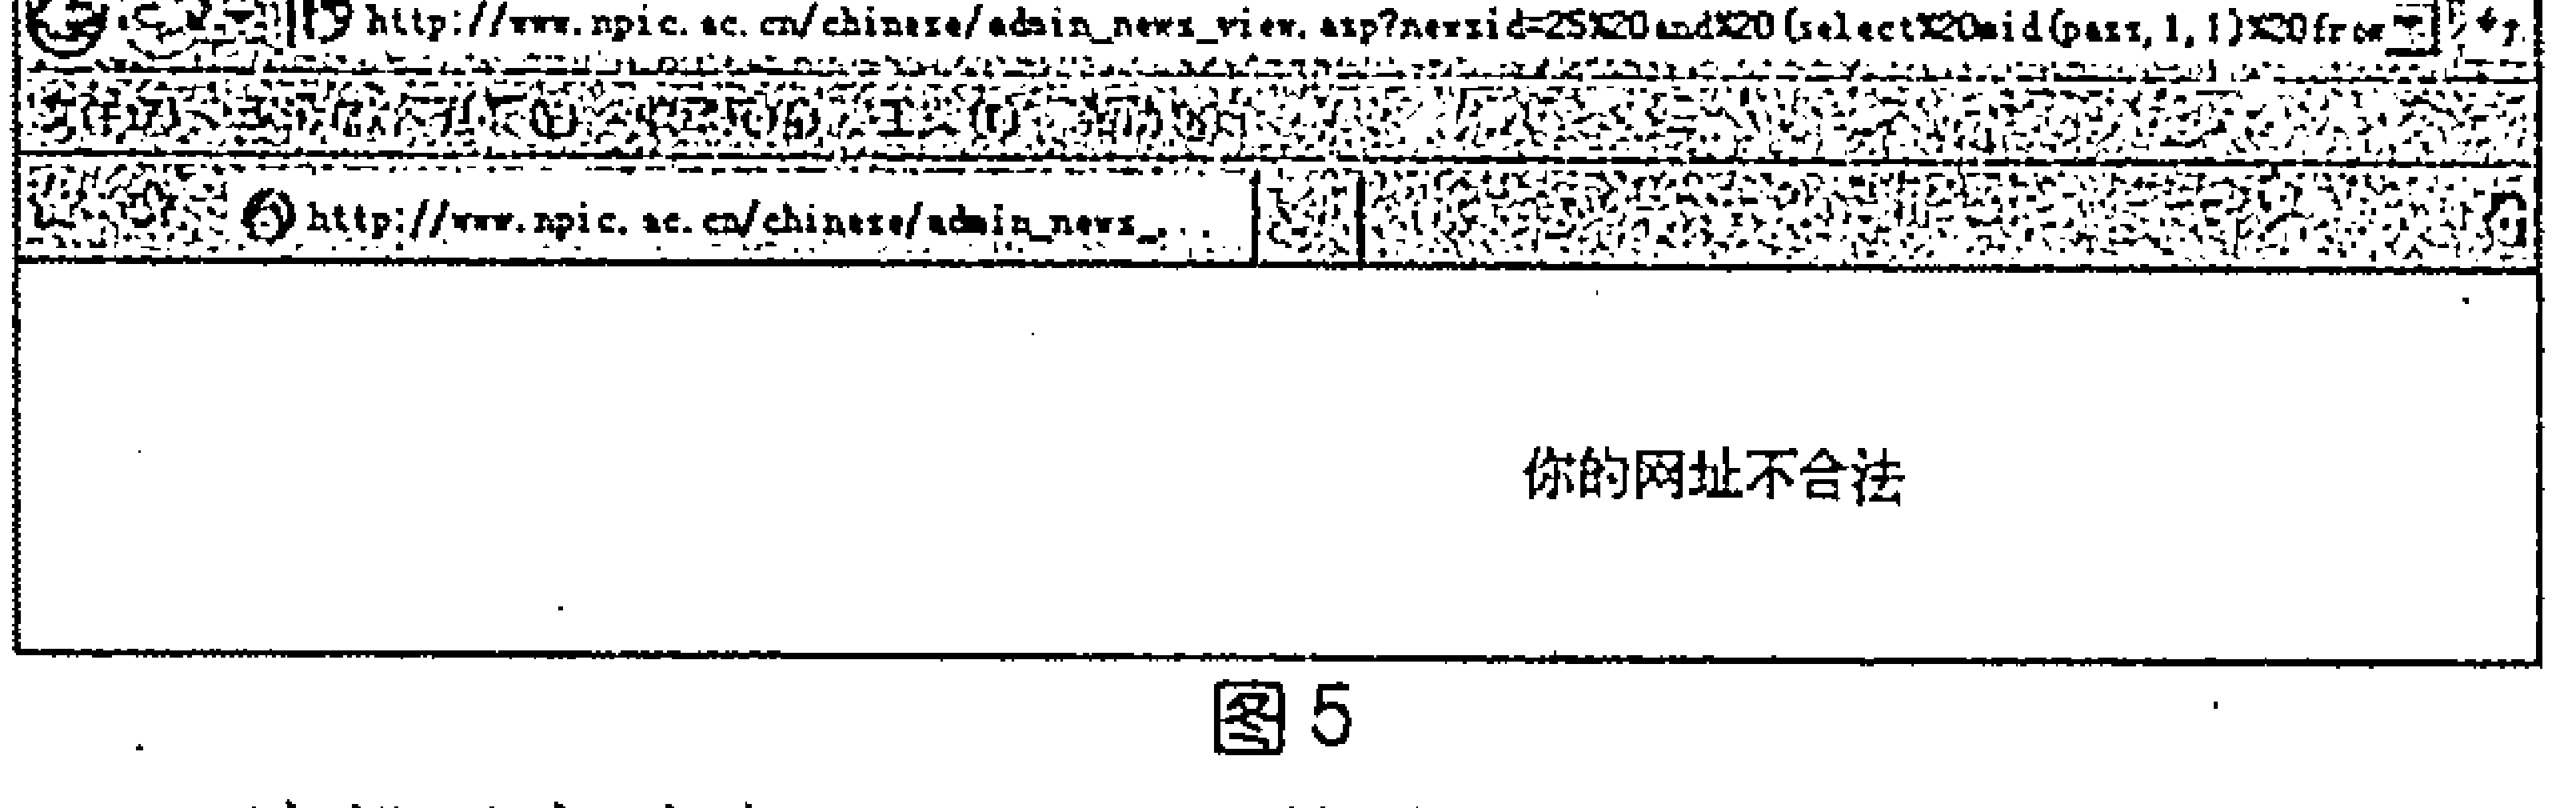 http://www.npic.ac.cn/chinese/admin_news_view.asp?newsid=25%20and%20(select%20mid(pass,1,1)%20from
http://www.npic.ac.cn/chinese/admin_news_...
你的网址不合法
图5